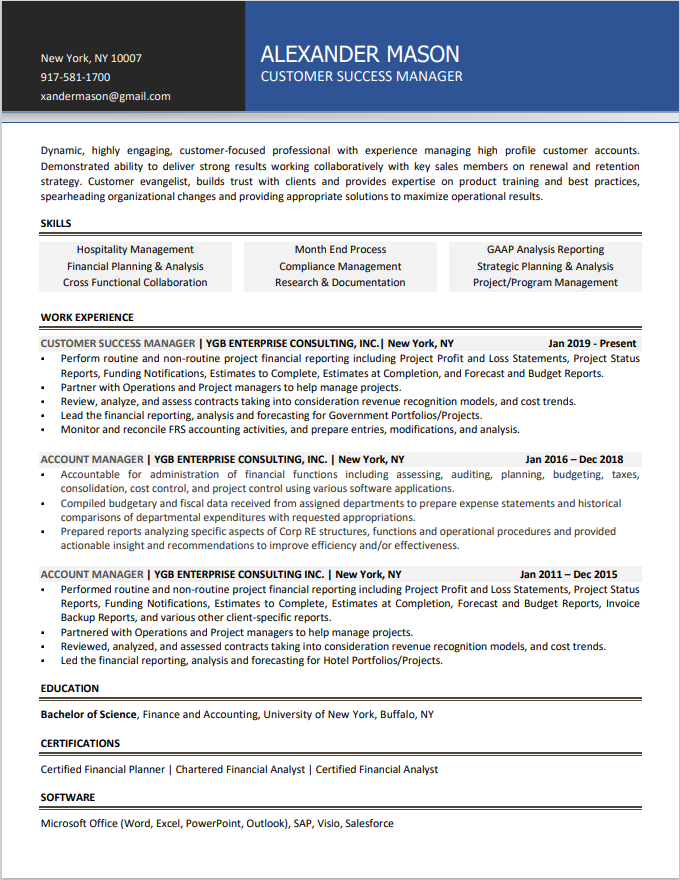 New York, NY 10007
917-581-1700
xandermason@gmail.com
ALEXANDER MASON
CUSTOMER SUCCESS MANAGER
Dynamic, highly engaging, customer-focused professional with experience managing high profile customer accounts.
Demonstrated ability to deliver strong results working collaboratively with key sales members on renewal and retention
strategy. Customer evangelist, builds trust with clients and provides expertise on product training and best practices,
spearheading organizational changes and providing appropriate solutions to maximize operational results.
SKILLS
Hospitality Management Month End Process GAAP Analysis Reporting
Financial Planning & Analysis Compliance Management Strategic Planning & Analysis
Cross Functional Collaboration Research & Documentation Project/Program Management
WORK EXPERIENCE
CUSTOMER SUCCESS MANAGER | YGB ENTERPRISE CONSULTING, INC.| New York, NY Jan 2019 - Present
▪ Perform routine and non-routine project financial reporting including Project Profit and Loss Statements, Project Status
Reports, Funding Notifications, Estimates to Complete, Estimates at Completion, and Forecast and Budget Reports.
▪ Partner with Operations and Project managers to help manage projects.
▪ Review, analyze, and assess contracts taking into consideration revenue recognition models, and cost trends.
▪ Lead the financial reporting, analysis and forecasting for Government Portfolios/Projects.
▪ Monitor and reconcile FRS accounting activities, and prepare entries, modifications, and analysis.
ACCOUNT MANAGER | YGB ENTERPRISE CONSULTING, INC. | New York, NY Jan 2016 – Dec 2018
▪ Accountable for administration of financial functions including assessing, auditing, planning, budgeting, taxes,
consolidation, cost control, and project control using various software applications.
▪ Compiled budgetary and fiscal data received from assigned departments to prepare expense statements and historical
comparisons of departmental expenditures with requested appropriations.
▪ Prepared reports analyzing specific aspects of Corp RE structures, functions and operational procedures and provided
actionable insight and recommendations to improve efficiency and/or effectiveness.
ACCOUNT MANAGER | YGB ENTERPRISE CONSULTING INC. | New York, NY Jan 2011 – Dec 2015
▪ Performed routine and non-routine project financial reporting including Project Profit and Loss Statements, Project Status
Reports, Funding Notifications, Estimates to Complete, Estimates at Completion, Forecast and Budget Reports, Invoice
Backup Reports, and various other client-specific reports.
▪ Partnered with Operations and Project managers to help manage projects.
▪ Reviewed, analyzed, and assessed contracts taking into consideration revenue recognition models, and cost trends.
▪ Led the financial reporting, analysis and forecasting for Hotel Portfolios/Projects.
EDUCATION
Bachelor of Science, Finance and Accounting, University of New York, Buffalo, NY
CERTIFICATIONS
Certified Financial Planner | Chartered Financial Analyst | Certified Financial Analyst
SOFTWARE
Microsoft Office (Word, Excel, PowerPoint, Outlook), SAP, Visio, Salesforce